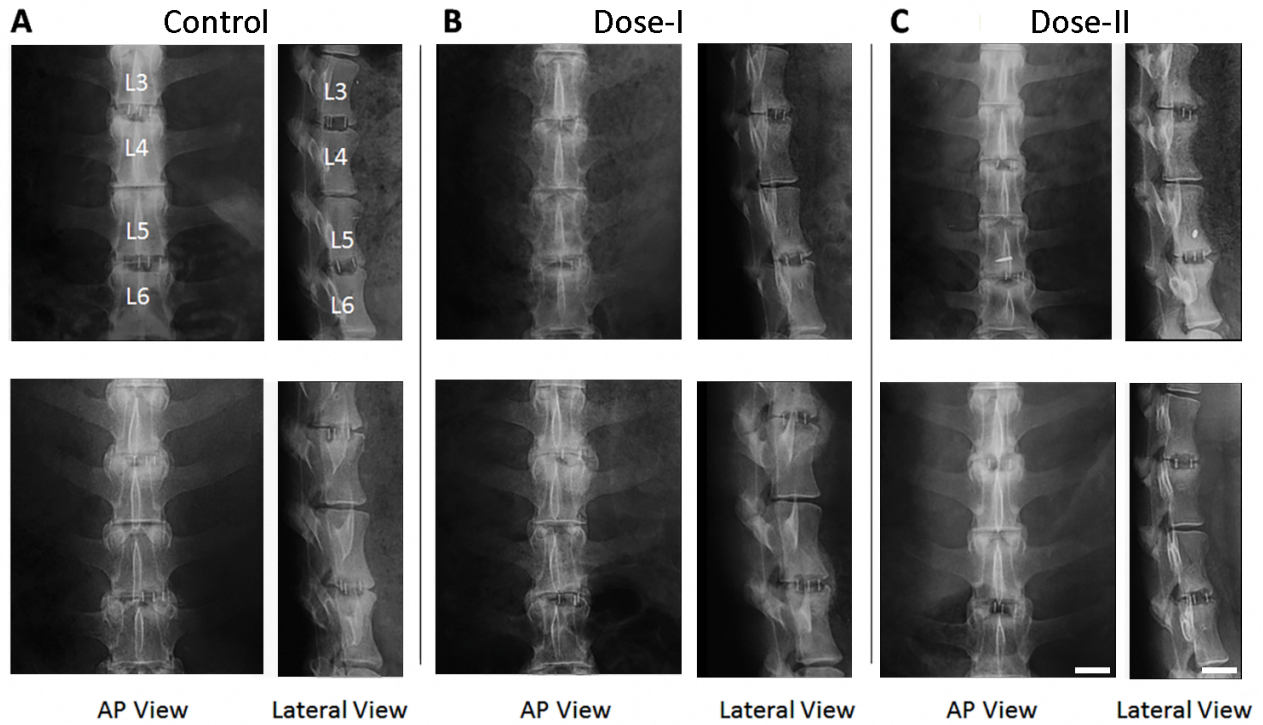 A Control
B Dose-I
C Dose-II
L3
L4
L5
L6
L3
L4
L5
L6
AP View
Lateral View
AP View
Lateral View
AP View
Lateral View